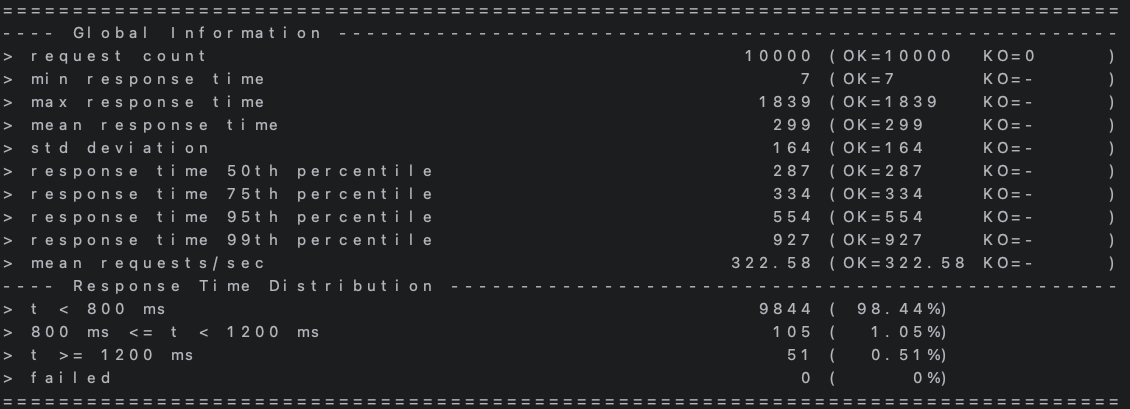 ================================================================================
---- Global Information --------------------------------------------------------
> request count                                      10000 (OK=10000  KO=0     )
> min response time                                      7 (OK=7      KO=-     )
> max response time                                   1839 (OK=1839   KO=-     )
> mean response time                                   299 (OK=299    KO=-     )
> std deviation                                        164 (OK=164    KO=-     )
> response time 50th percentile                        287 (OK=287    KO=-     )
> response time 75th percentile                        334 (OK=334    KO=-     )
> response time 95th percentile                        554 (OK=554    KO=-     )
> response time 99th percentile                        927 (OK=927    KO=-     )
> mean requests/sec                                 322.58 (OK=322.58 KO=-     )
---- Response Time Distribution ------------------------------------------------
> t < 800 ms                                          9844 ( 98.44%)
> 800 ms <= t < 1200 ms                                105 (  1.05%)
> t >= 1200 ms                                          51 (  0.51%)
> failed                                                 0 (     0%)
================================================================================